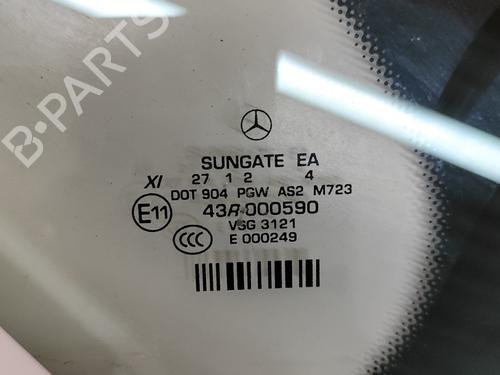 B-PARTS
SUNGATE EA
XI 27 1 2 4
DOT 904 PGW AS2 M723
E11 43R-000590
VSG 3121
CCC E 000249